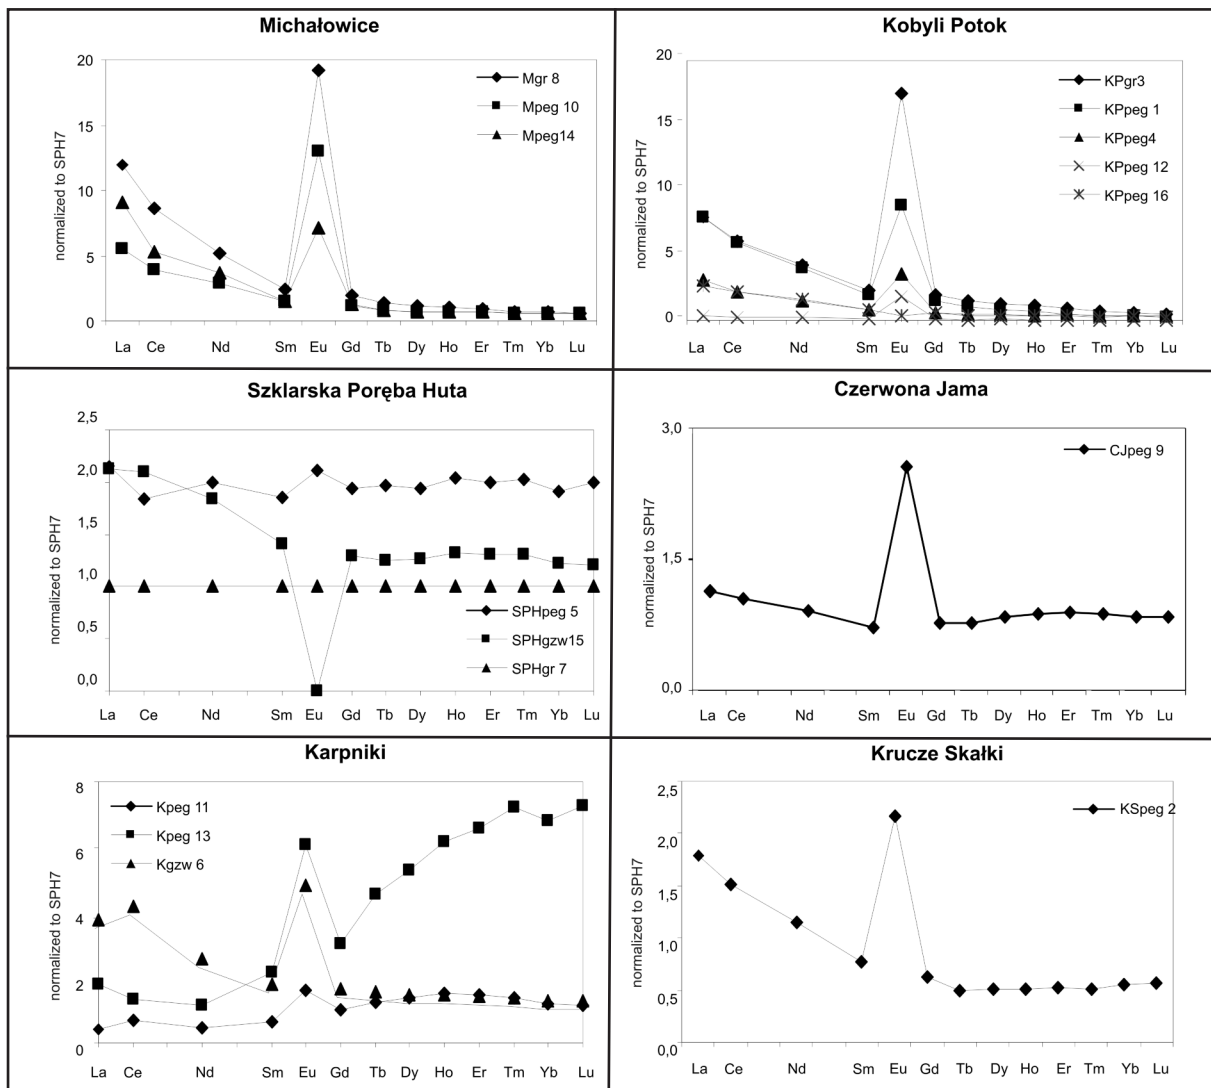 Michałowice
20
15
10
5
0
normalized to SPH7
Mgr 8
Mpeg 10
Mpeg14
La Ce Nd Sm Eu Gd Tb Dy Ho Er Tm Yb Lu
Kobyli Potok
20
15
10
5
0
normalized to SPH7
KPgr3
KPpeg 1
KPpeg4
KPpeg 12
KPpeg 16
La Ce Nd Sm Eu Gd Tb Dy Ho Er Tm Yb Lu
Szklarska Poręba Huta
2,5
2,0
1,5
1,0
0,5
0,0
normalized to SPH7
SPHpeg 5
SPHgzw15
SPHgr 7
La Ce Nd Sm Eu Gd Tb Dy Ho Er Tm Yb Lu
Czerwona Jama
3,0
1,5
0,0
normalized to SPH7
CJpeg 9
La Ce Nd Sm Eu Gd Tb Dy Ho Er Tm Yb Lu
Karpniki
8
6
4
2
0
normalized to SPH7
Kpeg 11
Kpeg 13
Kgzw 6
La Ce Nd Sm Eu Gd Tb Dy Ho Er Tm Yb Lu
Krucze Skałki
2,5
2,0
1,5
1,0
0,5
0,0
normalized to SPH7
KSpeg 2
La Ce Nd Sm Eu Gd Tb Dy Ho Er Tm Yb Lu